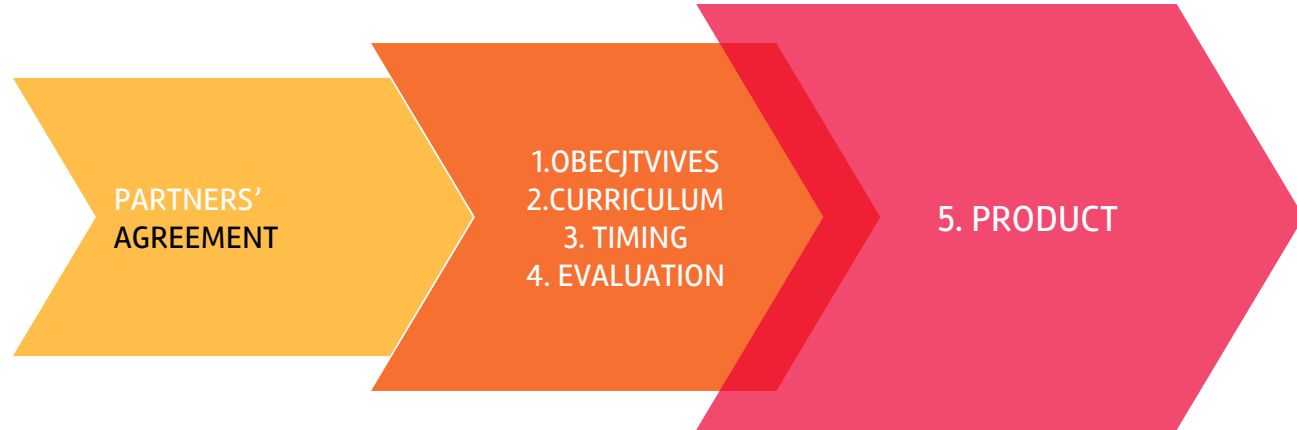 PARTNERS’
AGREEMENT
1.OBECJTVIVES
2.CURRICULUM
3. TIMING
4. EVALUATION
5. PRODUCT